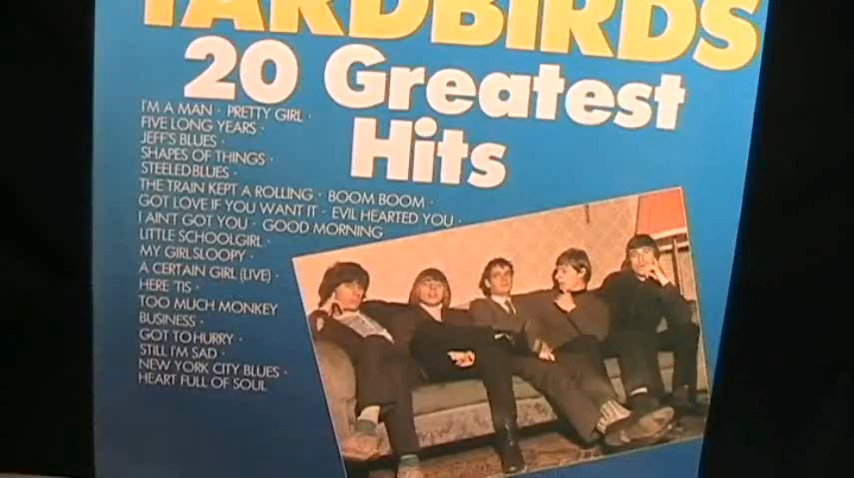 YARDBIRDS
20 Greatest
Hits
I'M A MAN · PRETTY GIRL ·
FIVE LONG YEARS ·
JEFF'S BLUES ·
SHAPES OF THINGS ·
STEELED BLUES ·
THE TRAIN KEPT A ROLLING · BOOM BOOM ·
GOT LOVE IF YOU WANT IT · EVIL HEARTED YOU ·
I AIN'T GOT YOU · GOOD MORNING
LITTLE SCHOOLGIRL ·
MY GIRL SLOOPY ·
A CERTAIN GIRL (LIVE) ·
HERE 'TIS ·
TOO MUCH MONKEY
BUSINESS ·
GOT TO HURRY ·
STILL I'M SAD ·
NEW YORK CITY BLUES ·
HEART FULL OF SOUL